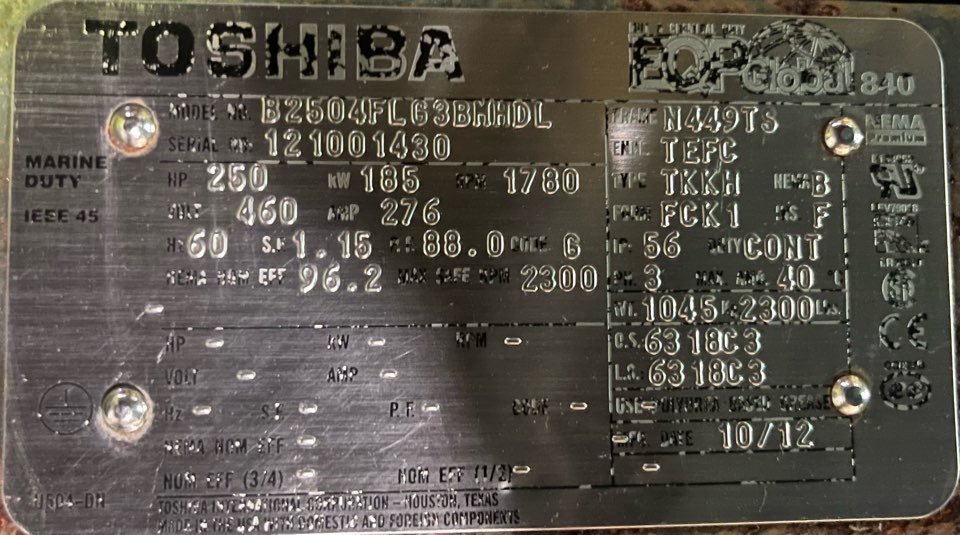 TOSHIBA
EQP Global 840
MODEL NO. B2504FLG3BMHDL
SERIAL NO. 121001430
MARINE DUTY
IEEE 45
HP 250 kW 185 RPM 1780
VOLT 460 AMP 276
Hz 60 S.F. 1.15 P.F. 88.0 CODE G
NEMA NOM EFF 96.2 MAX SAFE RPM 2300
HP - KW - RPM -
VOLT - AMP -
Hz - S.F. - P.F. - CODE -
NEMA NOM EFF -
NOM EFF (3/4) - NOM EFF (1/2) -
FRAME N449TS
ENCL. TEFC
TYPE TKKH NEMA B
FORM FCK1 INS. F
IP: 56 DUTY CONT
PH. 3 MAX. AMB. 40 °C
WT. 1045 2300 Lbs.
O.S. 6318C3
L.S. 6318C3
MFG. DATE 10/12
NEMA
Premium
CE
TOSHIBA INTERNATIONAL CORPORATION - HOUSTON, TEXAS
MADE IN THE USA WITH DOMESTIC AND FOREIGN COMPONENTS